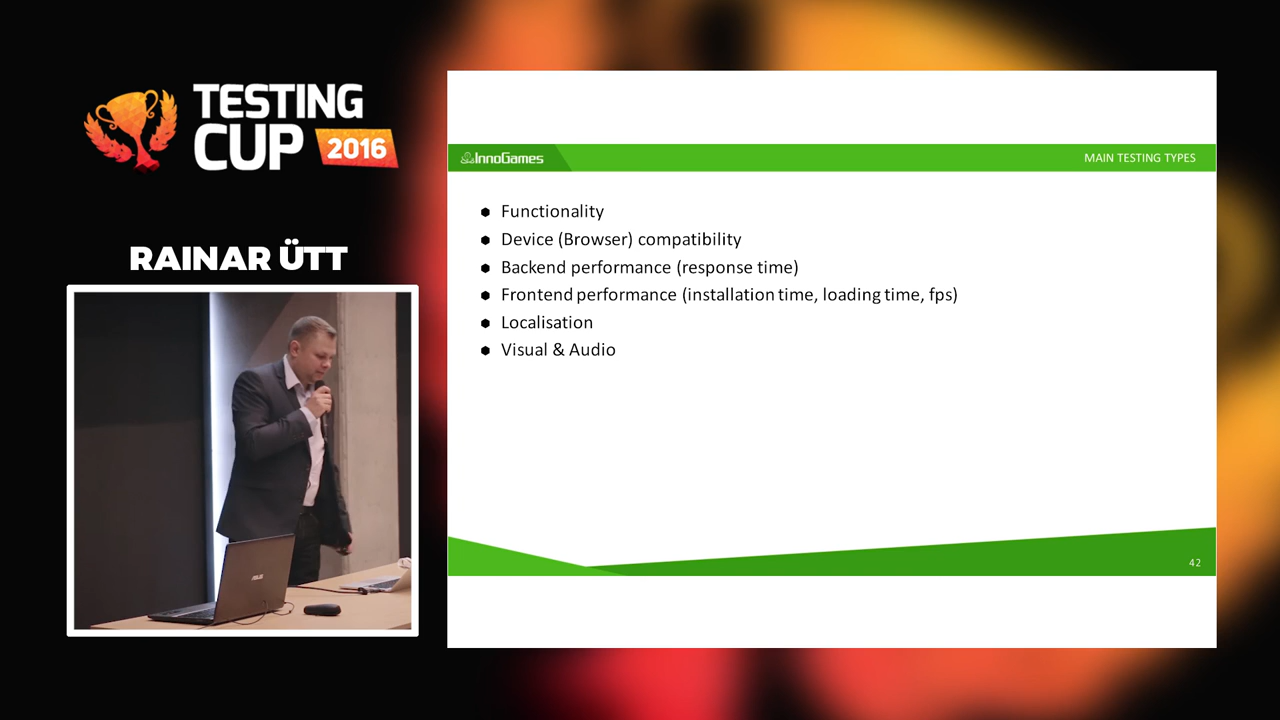 TESTING
CUP 2016
RAINAR ÜTT
InnoGames
MAIN TESTING TYPES
Functionality
Device (Browser) compatibility
Backend performance (response time)
Frontend performance (installation time, loading time, fps)
Localisation
Visual & Audio
42
ASUS